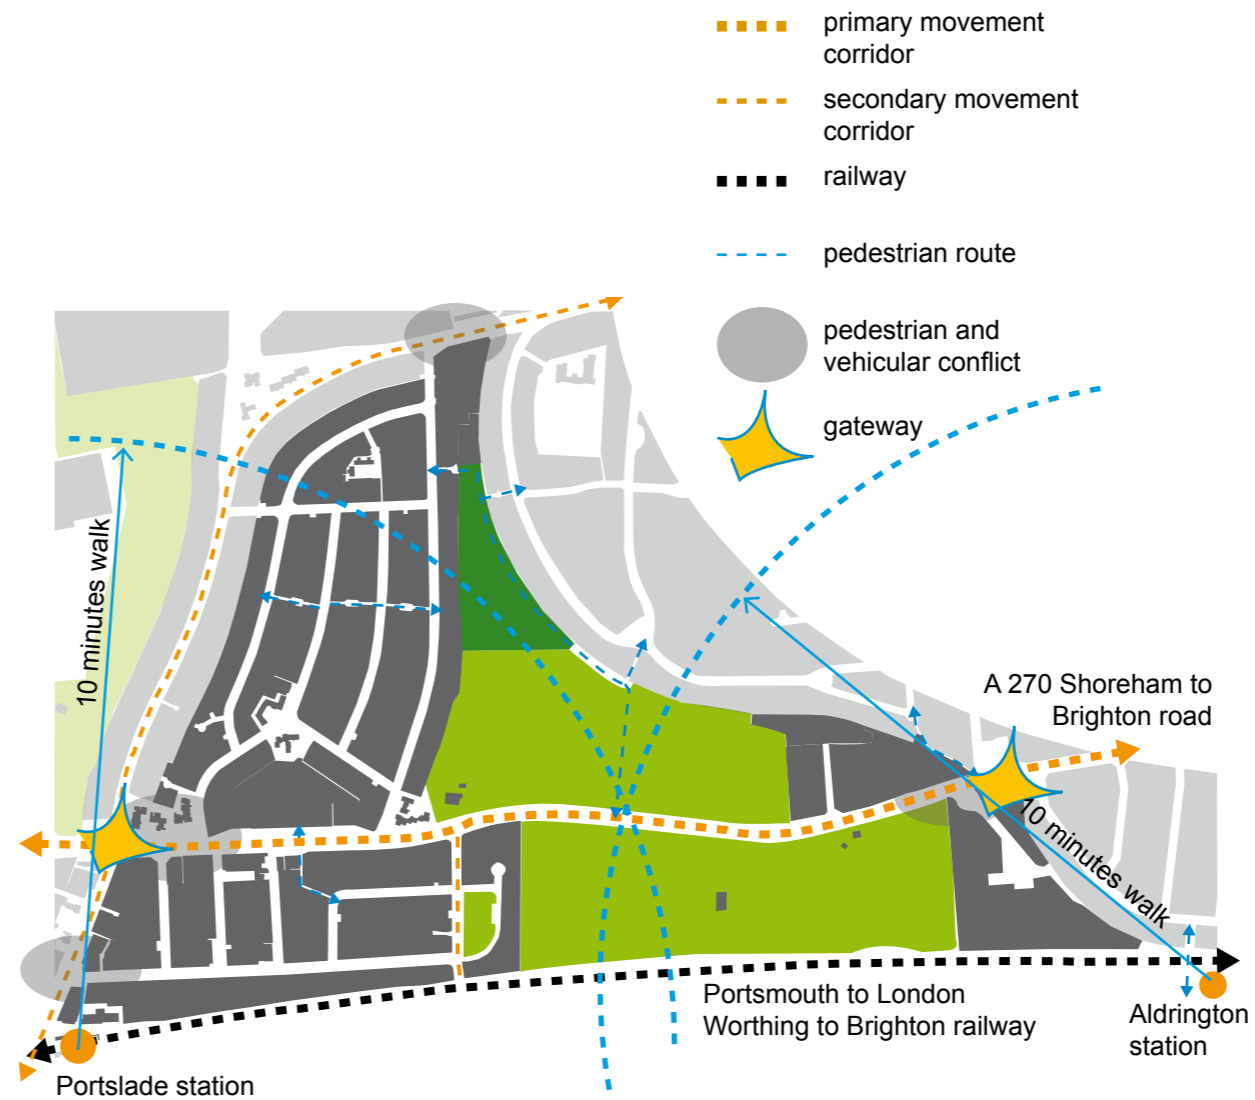 primary movement
corridor
secondary movement
corridor
railway
pedestrian route
pedestrian and
vehicular conflict
gateway
10 minutes walk
A 270 Shoreham to
Brighton road
10 minutes walk
Portsmouth to London
Worthing to Brighton railway
Aldrington
station
Portslade station